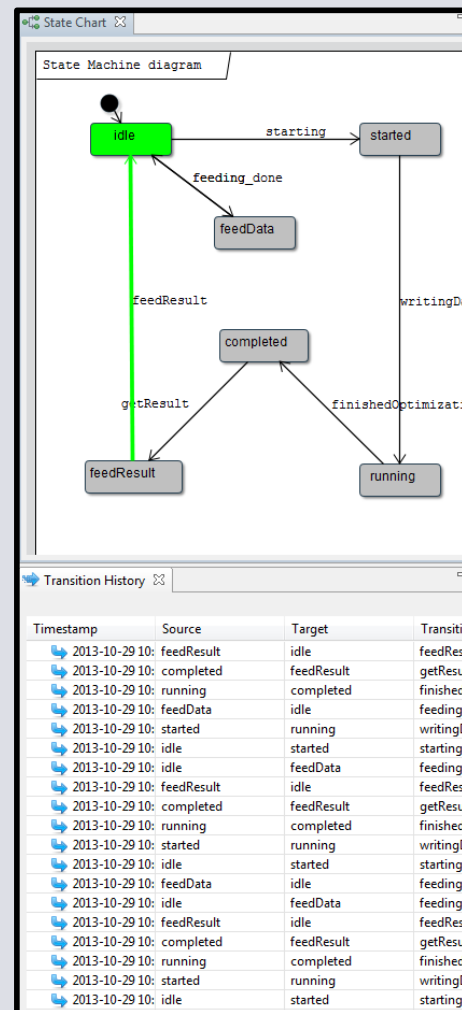 State Chart
State Machine diagram
idle
starting
started
feeding_done
feedData
feedResult
writingDa
completed
getResult
finishedOptimizati
feedResult
running
Transition History
Timestamp Source Target Transiti
2013-10-29 10: feedResult idle feedRes
2013-10-29 10: completed feedResult getResu
2013-10-29 10: running completed finished
2013-10-29 10: feedData idle feeding
2013-10-29 10: started running writingD
2013-10-29 10: idle started starting
2013-10-29 10: idle feedData feeding
2013-10-29 10: feedResult idle feedRes
2013-10-29 10: completed feedResult getResu
2013-10-29 10: running completed finished
2013-10-29 10: started running writingD
2013-10-29 10: idle started starting
2013-10-29 10: feedData idle feeding
2013-10-29 10: idle feedData feeding
2013-10-29 10: feedResult idle feedRes
2013-10-29 10: completed feedResult getResu
2013-10-29 10: running completed finished
2013-10-29 10: started running writingD
2013-10-29 10: idle started starting